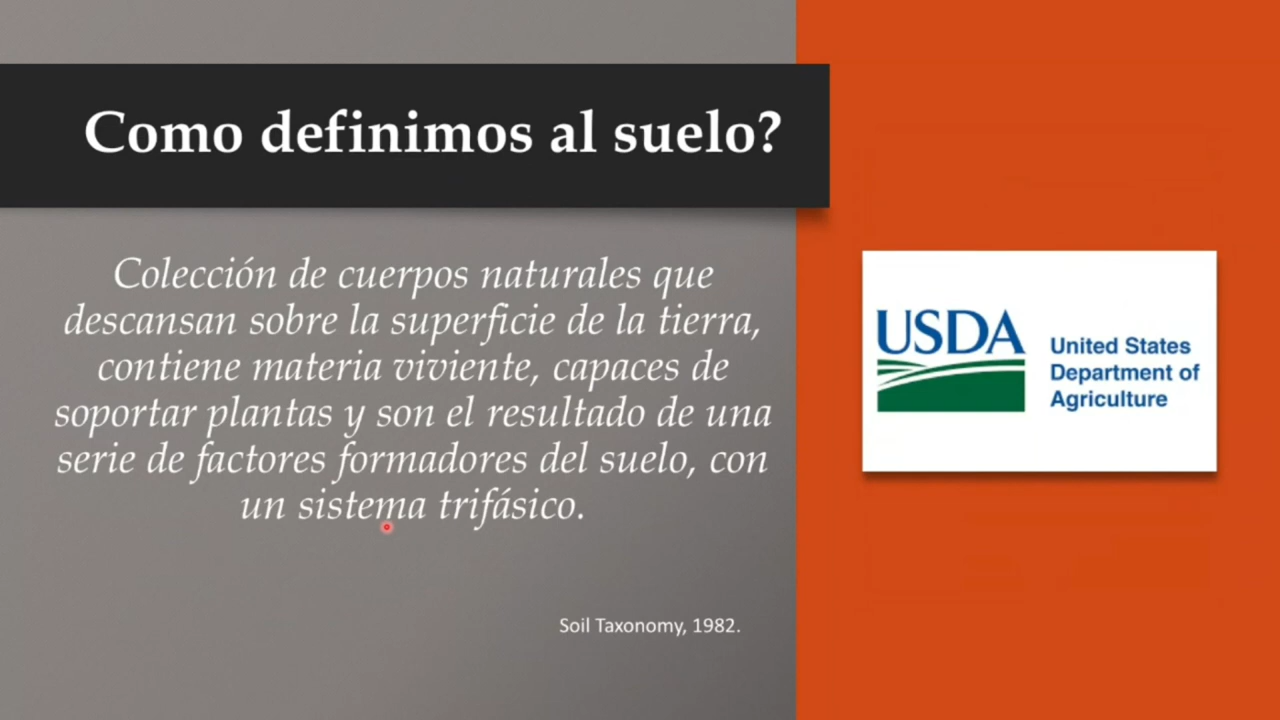 Como definimos al suelo?
Colección de cuerpos naturales que
descansan sobre la superficie de la tierra,
contiene materia viviente, capaces de
soportar plantas y son el resultado de una
serie de factores formadores del suelo, con
un sistema trifásico.
Soil Taxonomy, 1982.
USDA
United States
Department of
Agriculture